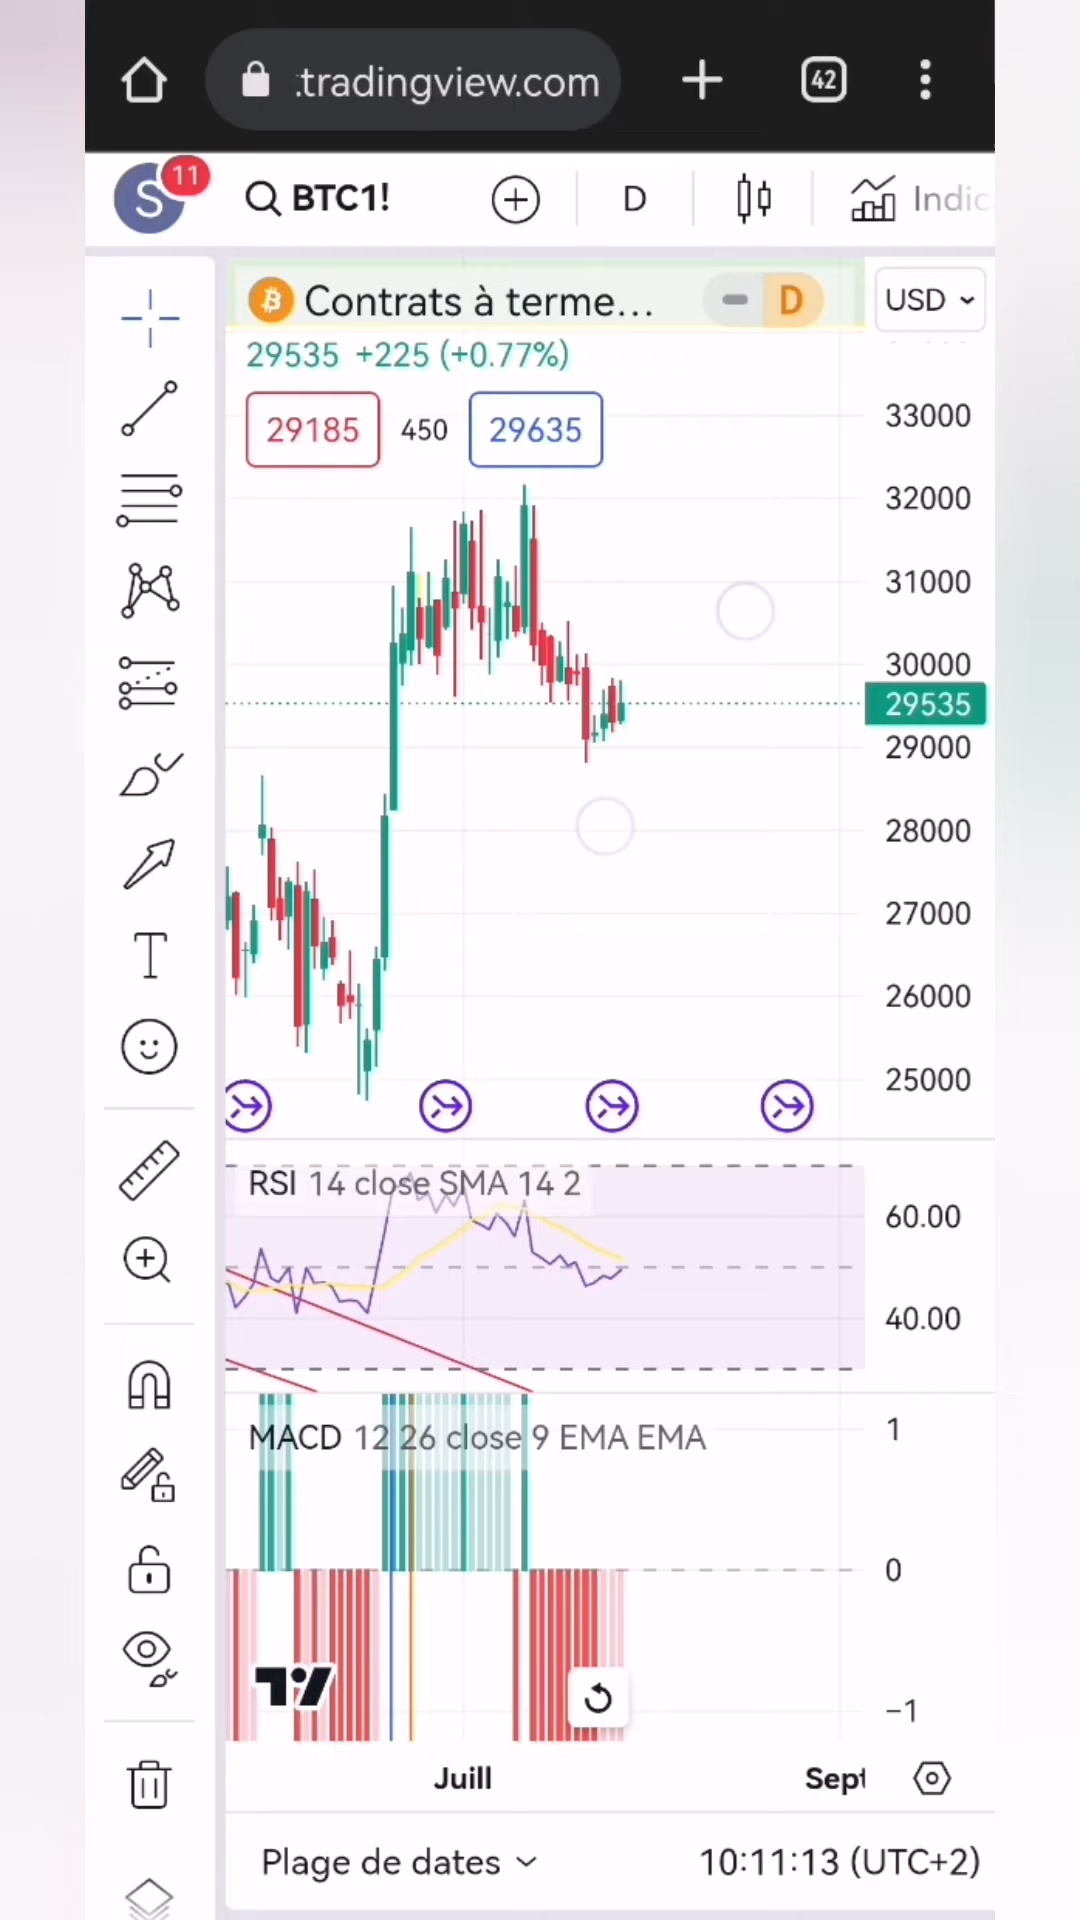 .tradingview.com
42
S
11
BTC1!
D
Indic
Contrats à terme...
D
USD
29535 +225 (+0.77%)
29185
450
29635
33000
32000
31000
30000
29535
29000
28000
27000
26000
25000
RSI 14 close SMA 14 2
60.00
40.00
MACD 12 26 close 9 EMA EMA
1
0
−1
Juill
Sept
Plage de dates
10:11:13 (UTC+2)